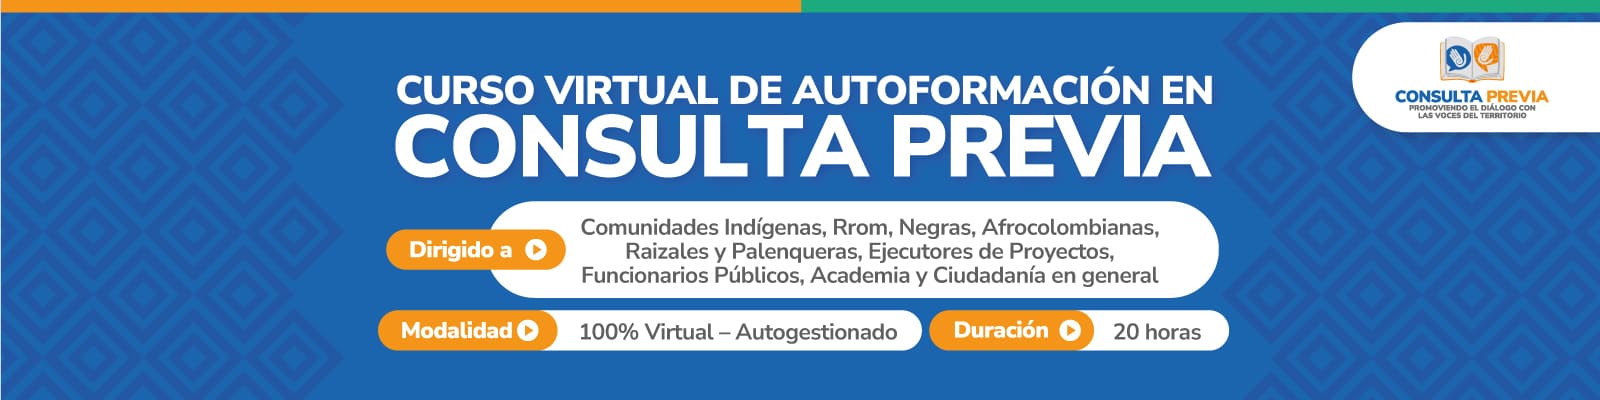 CURSO VIRTUAL DE AUTOFORMACIÓN EN
CONSULTA PREVIA
CONSULTA PREVIA
PROMOVIENDO EL DIÁLOGO CON
LAS VOCES DEL TERRITORIO
Dirigido a
Comunidades Indígenas, Rrom, Negras, Afrocolombianas,
Raizales y Palenqueras, Ejecutores de Proyectos,
Funcionarios Públicos, Academia y Ciudadanía en general
Modalidad
100% Virtual – Autogestionado
Duración
20 horas